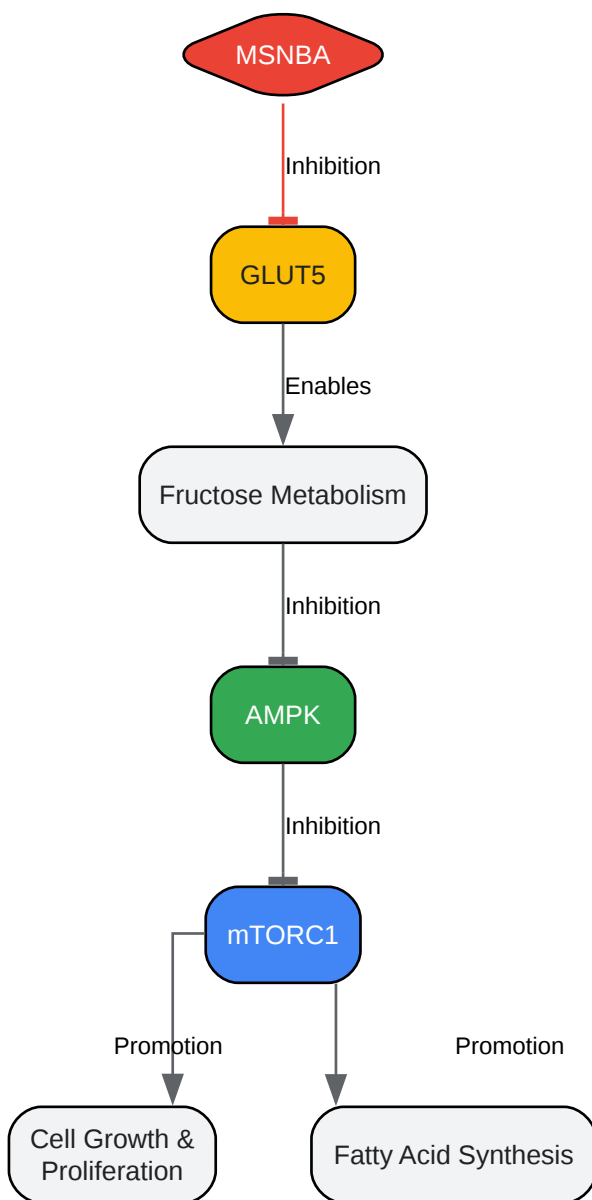 MSNBA
Inhibition
GLUT5
Enables
Fructose Metabolism
Inhibition
AMPK
Inhibition
mTORC1
Promotion
Promotion
Cell Growth &
Proliferation
Fatty Acid Synthesis